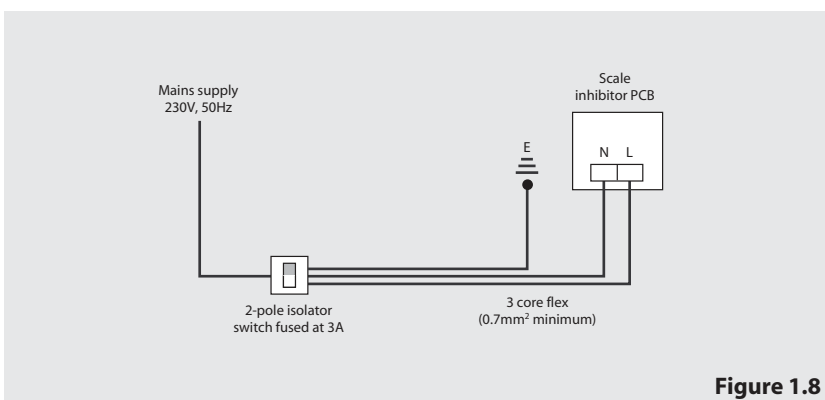 Mains supply
230V, 50Hz
Scale
inhibitor PCB
E
N L
2-pole isolator
switch fused at 3A
3 core flex
(0.7mm² minimum)
Figure 1.8